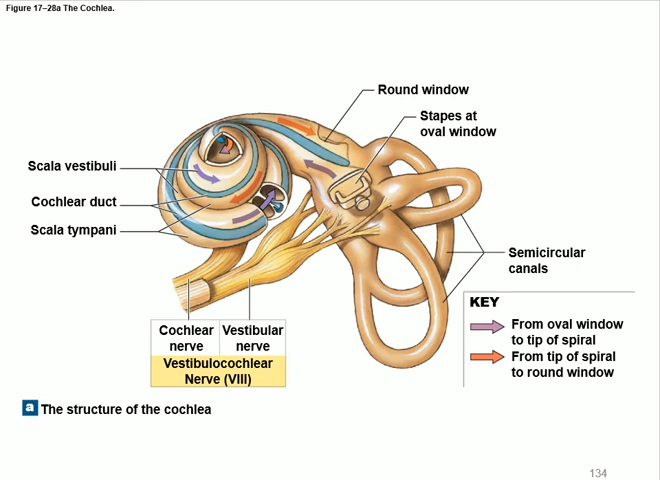 Figure 17–28a The Cochlea.
Round window
Stapes at
oval window
Scala vestibuli
Cochlear duct
Scala tympani
Semicircular
canals
KEY
From oval window
to tip of spiral
From tip of spiral
to round window
Cochlear
nerve
Vestibular
nerve
Vestibulocochlear
Nerve (VIII)
a The structure of the cochlea
134